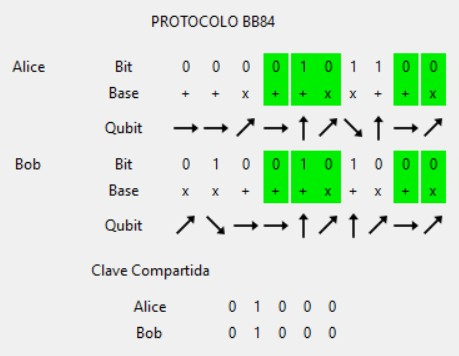 PROTOCOLO BB84
Alice Bit 0 0 0 0 1 0 1 1 0 0
Base + + x + + x x + + x
Qubit → → ↗ → ↑ ↗ ↘ ↑ → ↗
Bob Bit 0 1 0 0 1 0 1 0 0 0
Base x x + + + x + x + x
Qubit ↗ ↘ → → ↑ ↗ ↑ ↗ → ↗
Clave Compartida
Alice 0 1 0 0 0
Bob 0 1 0 0 0